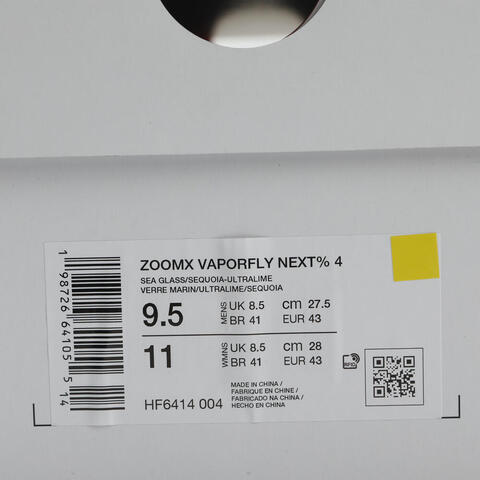 ZOOMX VAPORFLY NEXT% 4
SEA GLASS/SEQUOIA-ULTRALIME
VERRE MARIN/ULTRALIME/SEQUOIA
9.5 MENS UK 8.5 cm 27.5
BR 41 EUR 43
11 WMNS UK 8.5 cm 28
BR 41 EUR 43
RFID
MADE IN CHINA /
FABRIQUE EN CHINE /
FABRICADO NA CHINA /
HECHO EN CHINA
HF6414 004
1 98726 64105 5 14